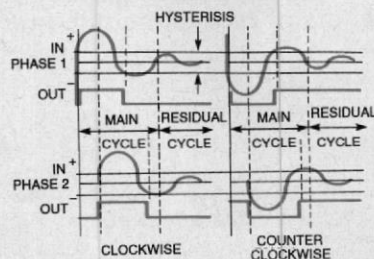 HYSTERISIS
IN +
PHASE 1
OUT -
MAIN CYCLE
RESIDUAL CYCLE
MAIN CYCLE
RESIDUAL CYCLE
IN +
PHASE 2
OUT -
CLOCKWISE
COUNTER
CLOCKWISE